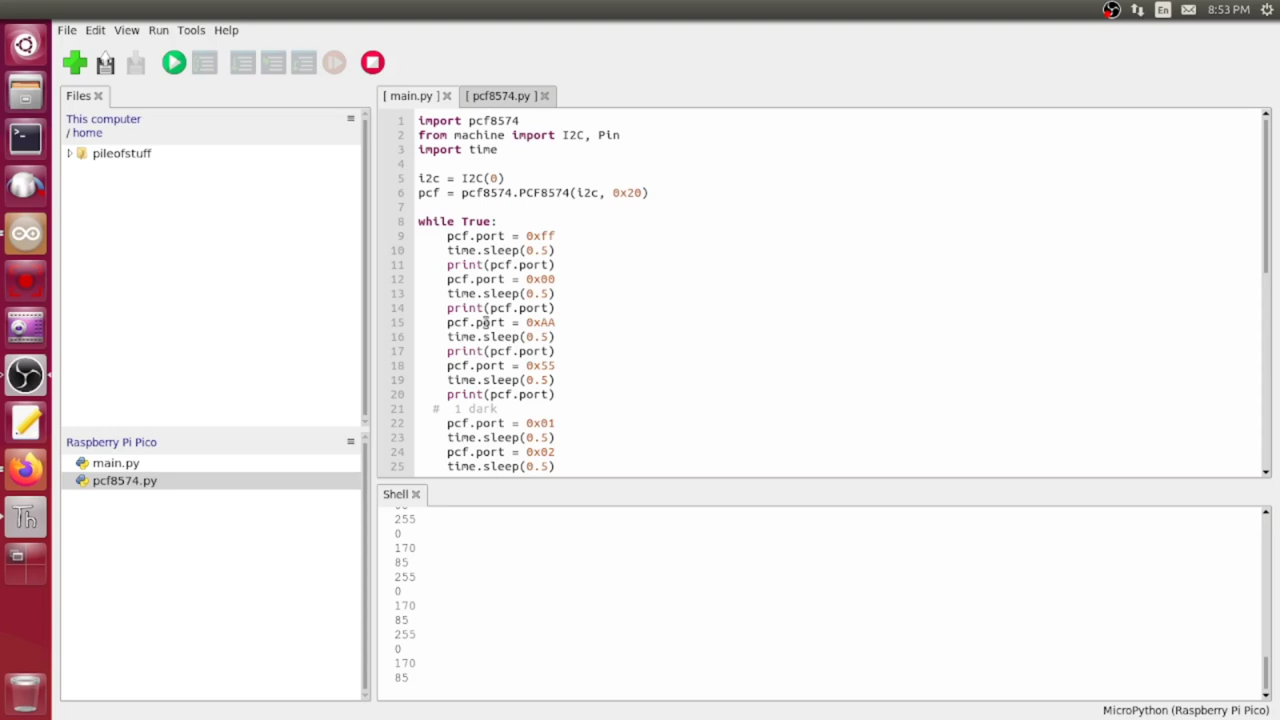 En 8:53 PM
File Edit View Run Tools Help
Files
This computer
/ home
pileofstuff
Raspberry Pi Pico
main.py
pcf8574.py
[ main.py ] [ pcf8574.py ]
1 import pcf8574
2 from machine import I2C, Pin
3 import time
4
5 i2c = I2C(0)
6 pcf = pcf8574.PCF8574(i2c, 0x20)
7
8 while True:
9 pcf.port = 0xff
10 time.sleep(0.5)
11 print(pcf.port)
12 pcf.port = 0x00
13 time.sleep(0.5)
14 print(pcf.port)
15 pcf.port = 0xAA
16 time.sleep(0.5)
17 print(pcf.port)
18 pcf.port = 0x55
19 time.sleep(0.5)
20 print(pcf.port)
21 # 1 dark
22 pcf.port = 0x01
23 time.sleep(0.5)
24 pcf.port = 0x02
25 time.sleep(0.5)
Shell
255
0
170
85
255
0
170
85
255
0
170
85
Th
MicroPython (Raspberry Pi Pico)